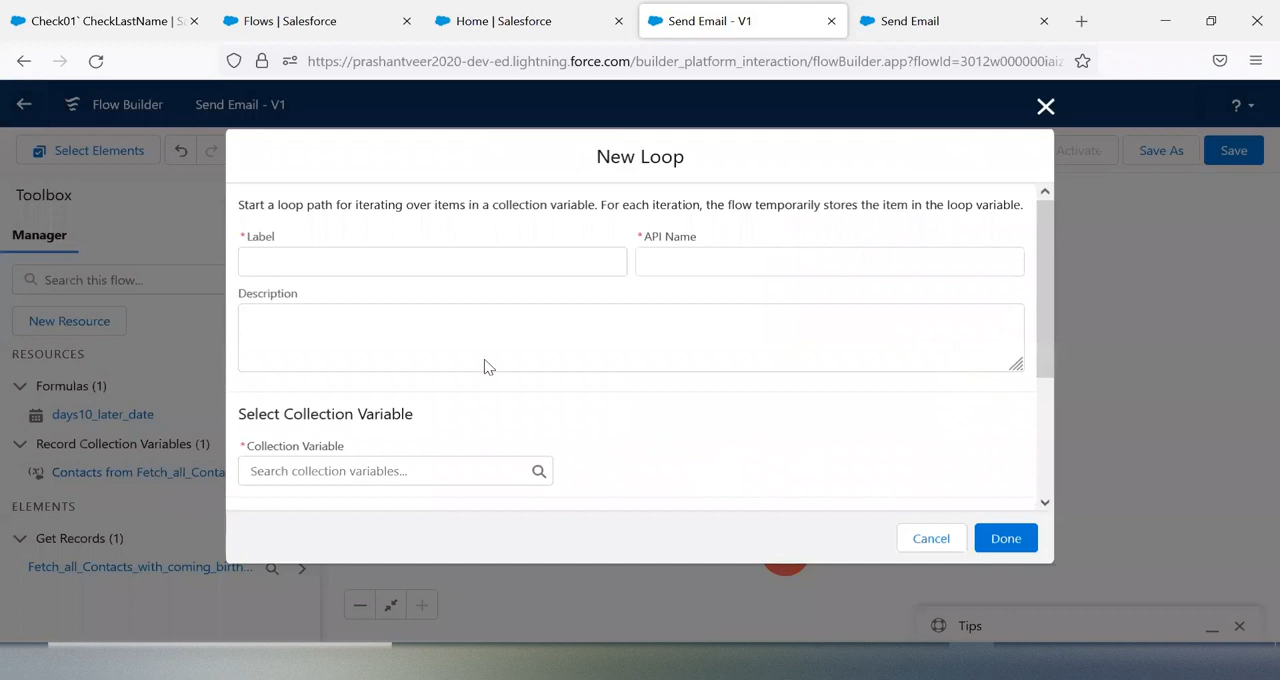 Check01` CheckLastName | S
Flows | Salesforce
Home | Salesforce
Send Email - V1
Send Email
https://prashantveer2020-dev-ed.lightning.force.com/builder_platform_interaction/flowBuilder.app?flowId=3012w000000iaiz
Flow Builder
Send Email - V1
?
Select Elements
Activate
Save As
Save
New Loop
Toolbox
Manager
Start a loop path for iterating over items in a collection variable. For each iteration, the flow temporarily stores the item in the loop variable.
*Label
*API Name
Search this flow...
Description
New Resource
RESOURCES
Formulas (1)
days10_later_date
Select Collection Variable
Record Collection Variables (1)
*Collection Variable
Contacts from Fetch_all_Conta
Search collection variables...
ELEMENTS
Get Records (1)
Cancel
Done
Fetch_all_Contacts_with_coming_birth...
Tips